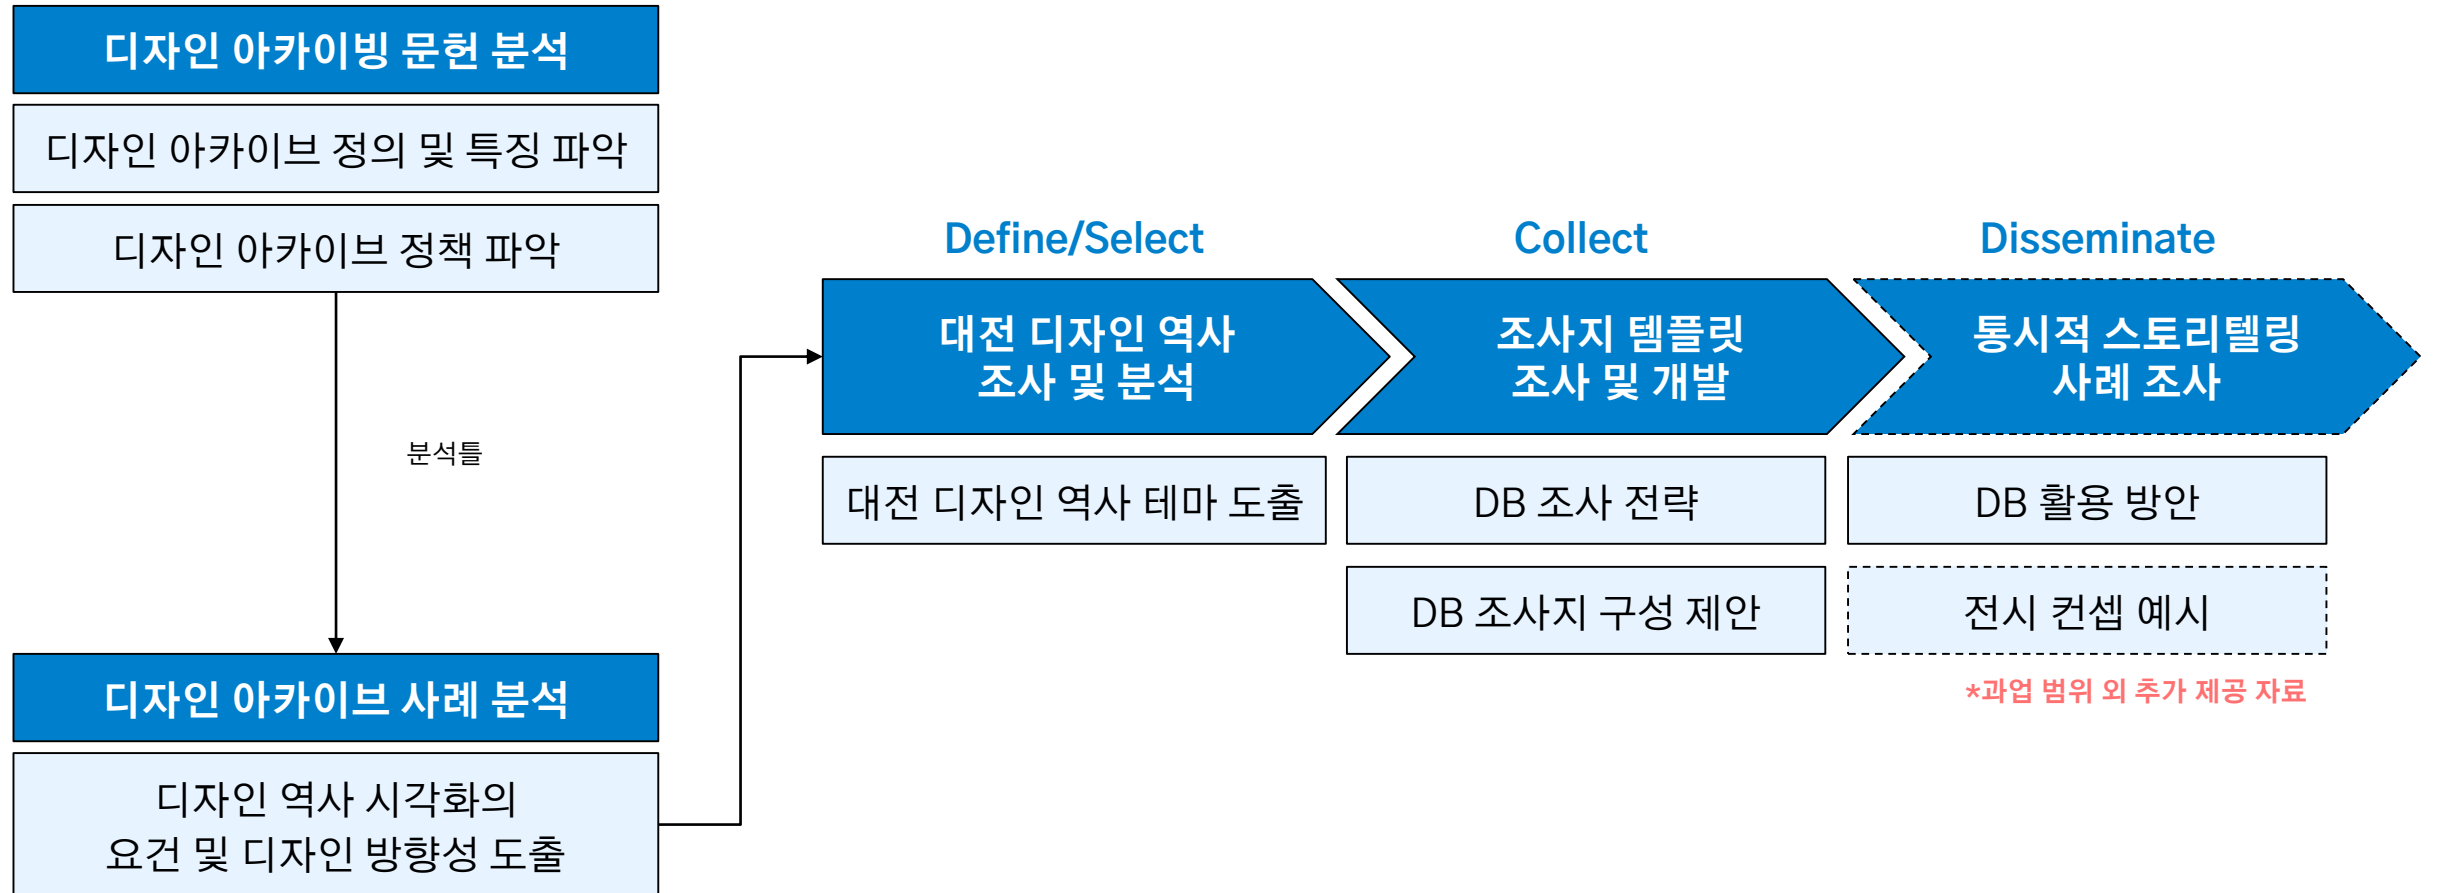 디자인 아카이빙 문헌 분석
디자인 아카이브 정의 및 특징 파악
디자인 아카이브 정책 파악
분석틀
디자인 아카이브 사례 분석
디자인 역사 시각화의
요건 및 디자인 방향성 도출
Define/Select
대전 디자인 역사
조사 및 분석
대전 디자인 역사 테마 도출
Collect
조사지 템플릿
조사 및 개발
DB 조사 전략
DB 조사지 구성 제안
Disseminate
통시적 스토리텔링
사례 조사
DB 활용 방안
전시 컨셉 예시
*과업 범위 외 추가 제공 자료